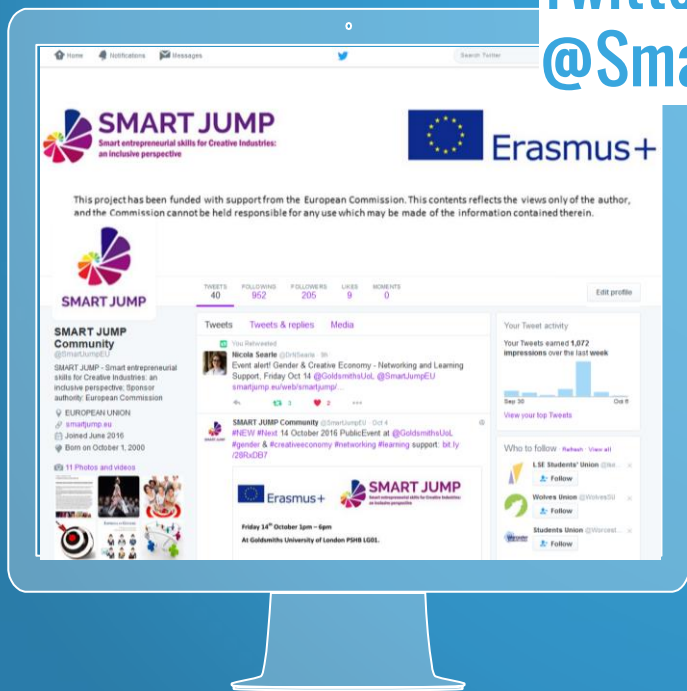 @Sma
Home Notifications Messages Search Twitter
SMART JUMP
Smart entrepreneurial skills for Creative Industries:
an inclusive perspective
Erasmus+
This project has been funded with support from the European Commission. This contents reflects the views only of the author,
and the Commission cannot be held responsible for any use which may be made of the information contained therein.
SMART JUMP
TWEETS FOLLOWING FOLLOWERS LIKES MOMENTS
40 952 205 9 0
Edit profile
SMART JUMP
Community
@SmartJumpEU
SMART JUMP - Smart entrepreneurial
skills for Creative Industries: an
inclusive perspective; Sponsor
authority: European Commission
EUROPEAN UNION
smartjump.eu
Joined June 2016
Born on October 1, 2000
11 Photos and videos
Tweets Tweets & replies Media
You Retweeted
Nicola Searle @DrNSearle · 9h
Event alert! Gender & Creative Economy - Networking and Learning
Support, Friday Oct 14 @GoldsmithsUoL @SmartJumpEU
smartjump.eu/web/smartjump/...
3 2
SMART JUMP Community @SmartJumpEU · Oct 4
#NEW #Next 14 October 2016 PublicEvent at @GoldsmithsUoL
#gender & #creativeeconomy #networking #learning support: bit.ly
/28RxDB7
Erasmus+
SMART JUMP
Smart entrepreneurial skills for Creative Industries:
an inclusive perspective
Friday 14th October 1pm – 6pm
At Goldsmiths University of London PSHB LG01.
Your Tweet activity
Your Tweets earned 1,072
impressions over the last week
Sep 30
View your top Tweets
Who to follow · Refresh · View all
LSE Students' Union
Follow
Wolves Union @WolvesSU
Follow
Students Union
Follow